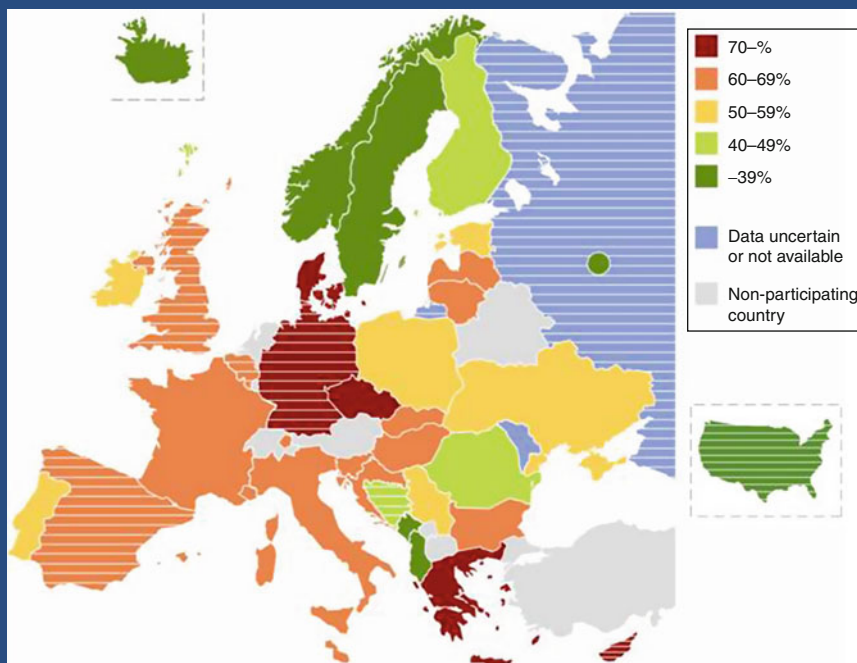 70–%
60–69%
50–59%
40–49%
–39%
Data uncertain
or not available
Non-participating
country